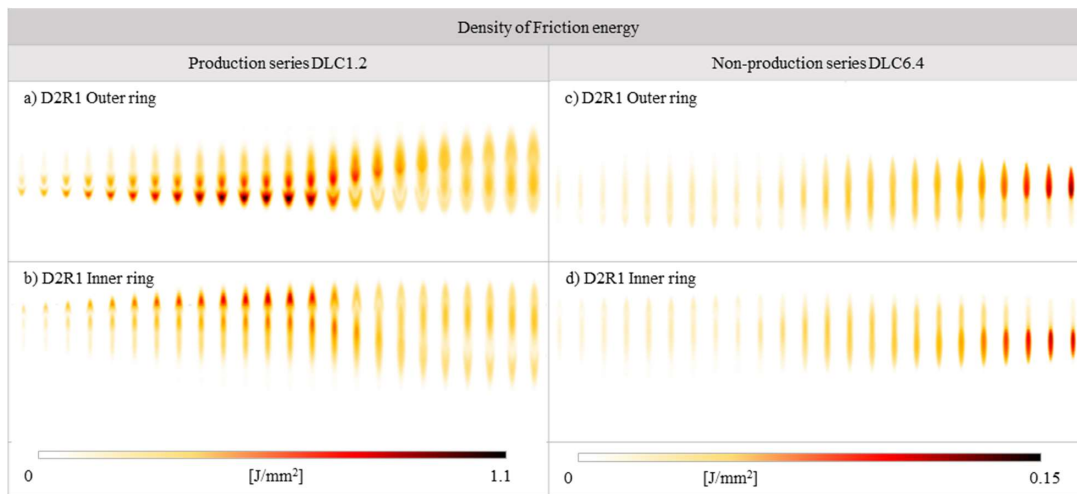 Density of Friction energy
Production series DLC1.2
Non-production series DLC6.4
a) D2R1 Outer ring
c) D2R1 Outer ring
b) D2R1 Inner ring
d) D2R1 Inner ring
0 [J/mm²] 1.1
0 [J/mm²] 0.15